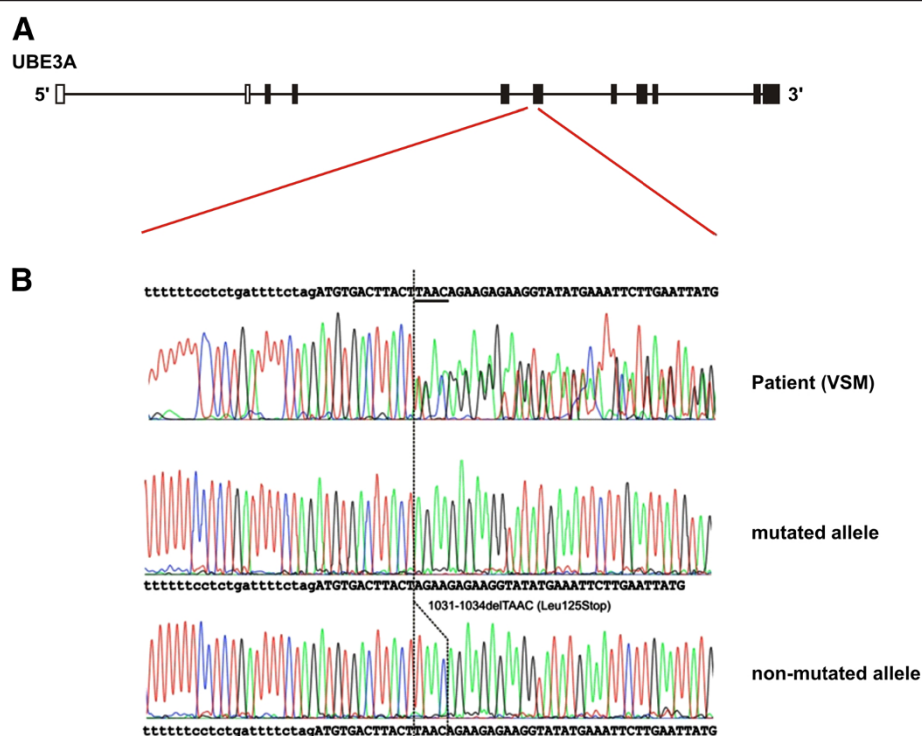 A
UBE3A
5' 3'
B
ttttttcctctgattttctagATGTGACTTACTTAACAGAAGAGAAGGTATATGAAATTCTTGAATTATG
Patient (VSM)
mutated allele
ttttttcctctgattttctagATGTGACTTACTAGAAGAGAAGGTATATGAAATTCTTGAATTATG
1031-1034delTAAC (Leu125Stop)
non-mutated allele
ttttttcctctgattttctagATGTGACTTACTTAACAGAAGAGAAGGTATATGAAATTCTTGAATTATG